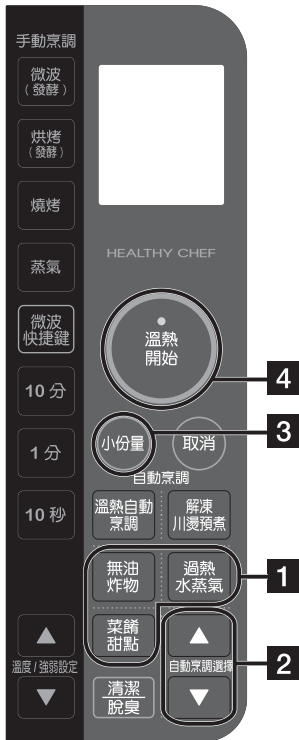 手動烹調
微波
(發酵)
烘烤
(發酵)
燒烤
蒸氣
微波
快捷鍵
10 分
1 分
10 秒
溫度/強弱設定
HEALTHY CHEF
溫熱
開始
4
小份量
取消
3
自動烹調
溫熱自動
烹調
解凍
川燙預煮
無油
炸物
過熱
水蒸氣
1
菜餚
甜點
自動烹調選擇
2
清潔
脫臭